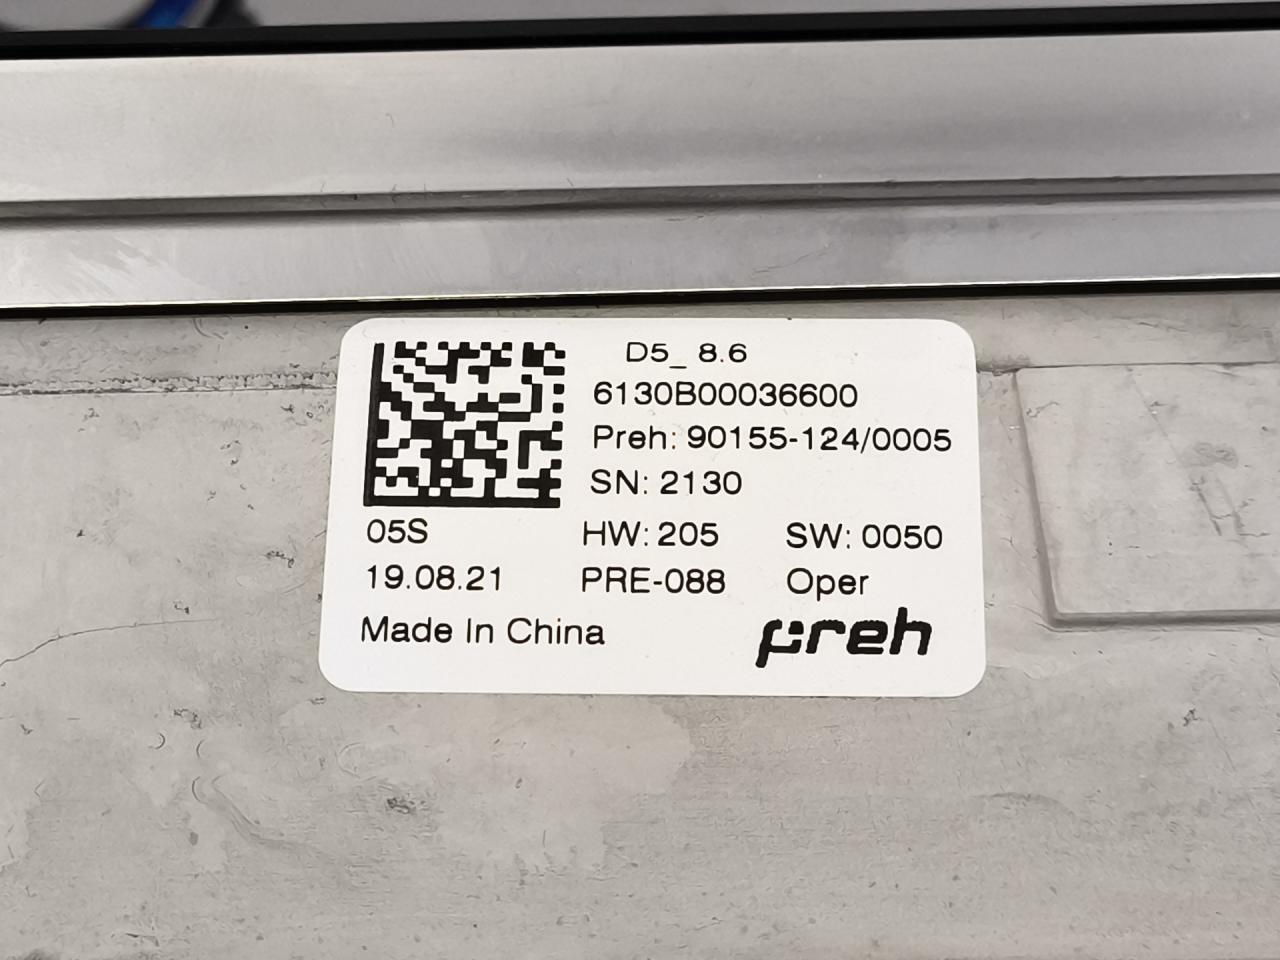 D5_ 8.6
6130B00036600
Preh: 90155-124/0005
SN: 2130
05S HW: 205 SW: 0050
19.08.21 PRE-088 Oper
Made In China preh